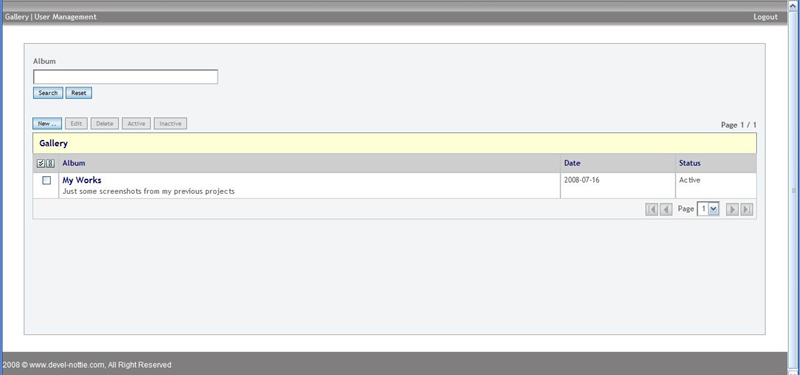 Gallery | User Management Logout
Album
Search Reset
New .. Edit Delete Active Inactive Page 1 / 1
Gallery
Album Date Status
My Works 2008-07-16 Active
Just some screenshots from my previous projects
Page 1
2008 © www.devel-nottie.com, All Right Reserved